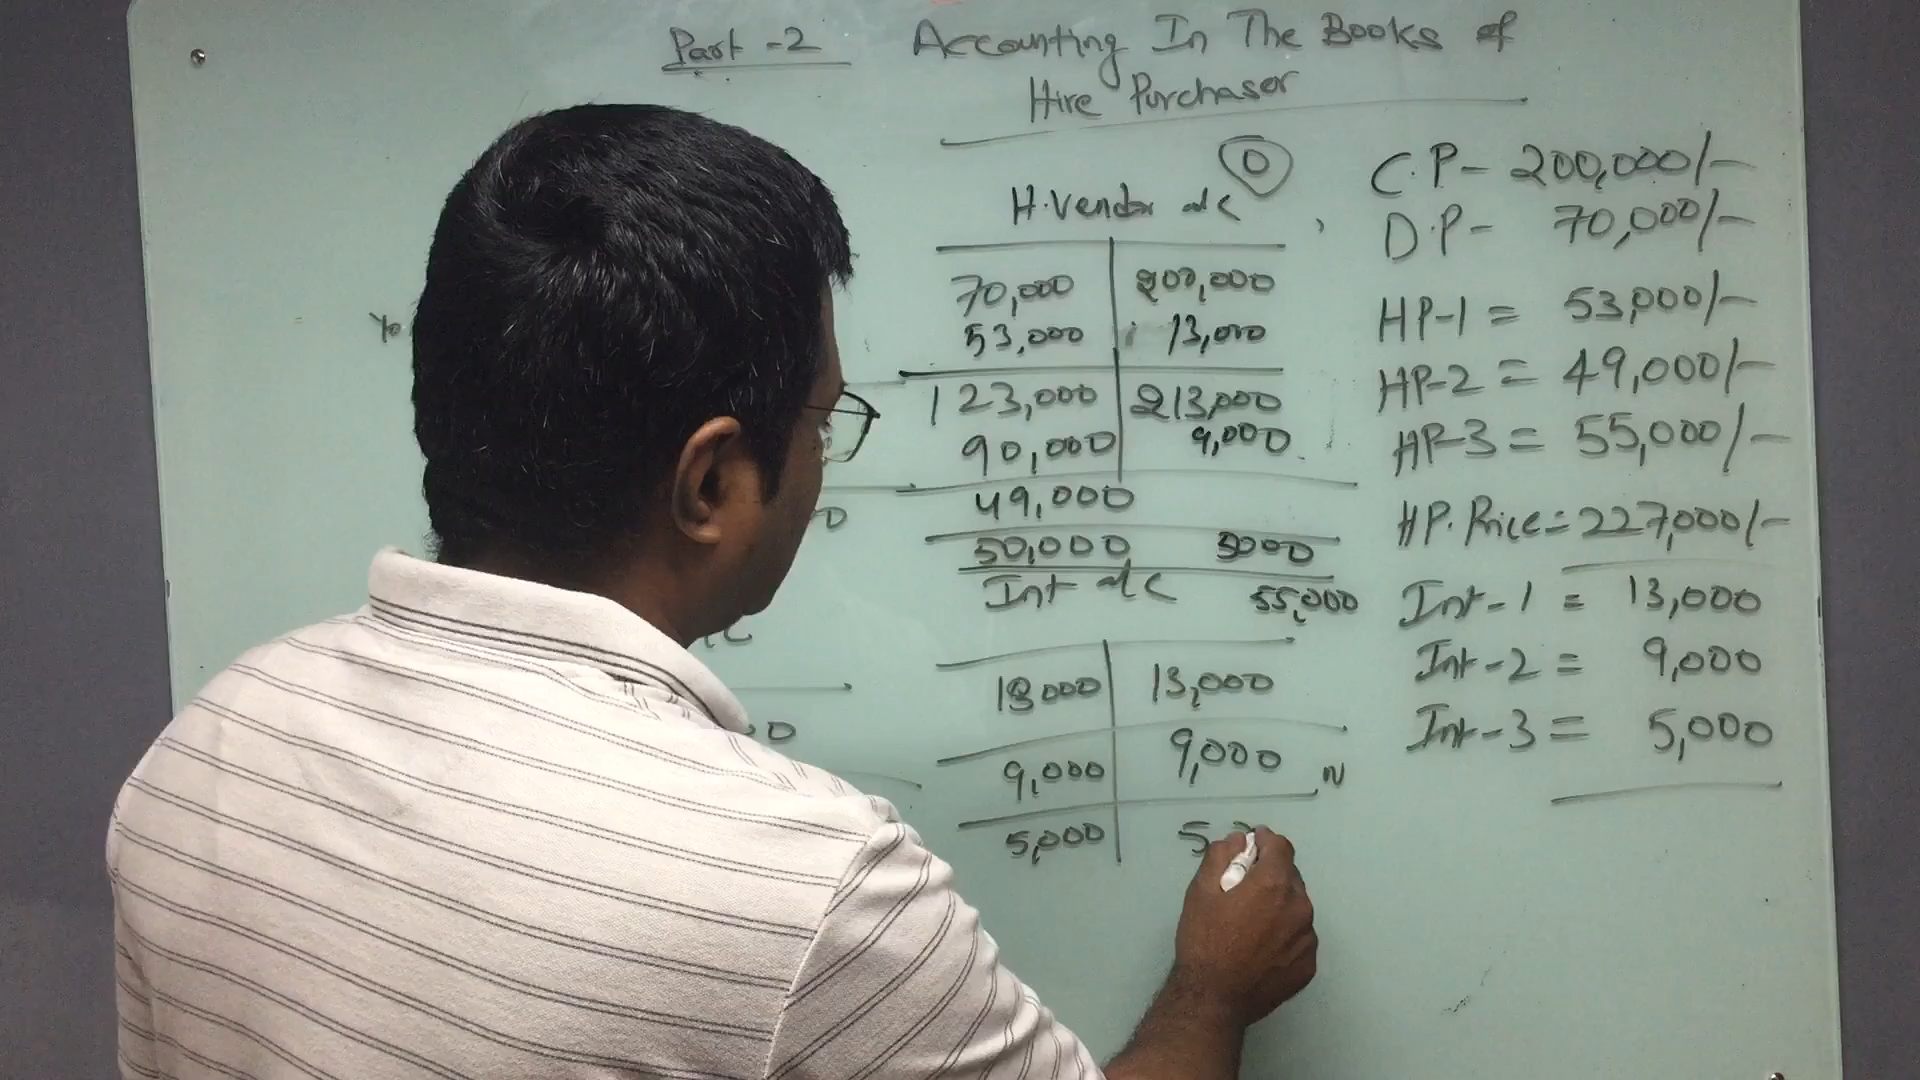 Part -2
Accounting In The Books of
Hire Purchaser
0
H.Vendor a/c
70,000 200,000
53,000 13,000
123,000 213,000
90,000 9,000
49,000
50,000 5000
Int a/c 55,000
13000 13,000
9,000 9,000 N
5,000 5
C.P- 200,000/-
D.P- 70,000/-
HP-1 = 53,000/-
HP-2 = 49,000/-
HP-3 = 55,000/-
HP.Price=227,000/-
Int-1 = 13,000
Int-2 = 9,000
Int-3 = 5,000